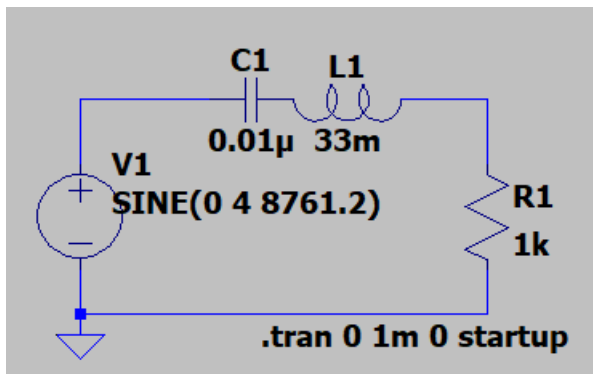 C1
L1
0.01µ 33m
V1
SINE(0 4 8761.2)
R1
1k
.tran 0 1m 0 startup